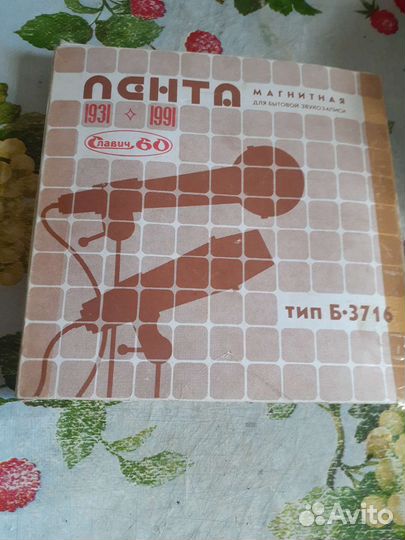 ЛЕНТА
МАГНИТНАЯ
ДЛЯ БЫТОВОЙ ЗВУКОЗАПИСИ
1931 1991
Славич 60
ТИП Б-3716
Avito